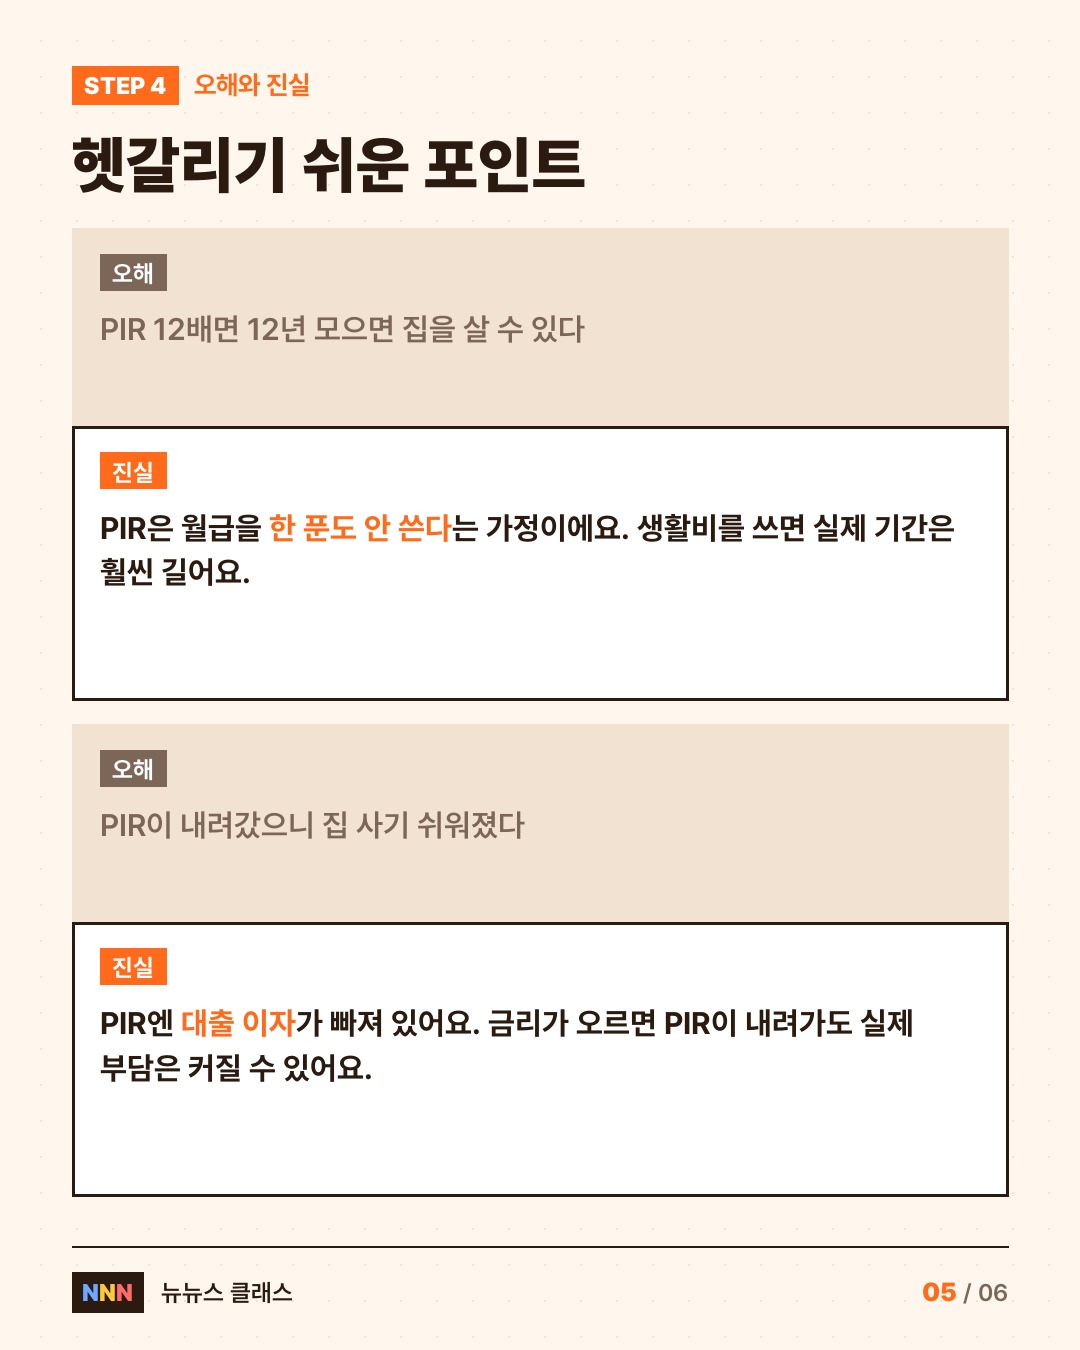 STEP 4 오해와 진실
헷갈리기 쉬운 포인트
오해
PIR 12배면 12년 모으면 집을 살 수 있다
진실
PIR은 월급을 한 푼도 안 쓴다는 가정이에요. 생활비를 쓰면 실제 기간은
훨씬 길어요.
오해
PIR이 내려갔으니 집 사기 쉬워졌다
진실
PIR엔 대출 이자가 빠져 있어요. 금리가 오르면 PIR이 내려가도 실제
부담은 커질 수 있어요.
NNN 뉴뉴스 클래스
05 / 06